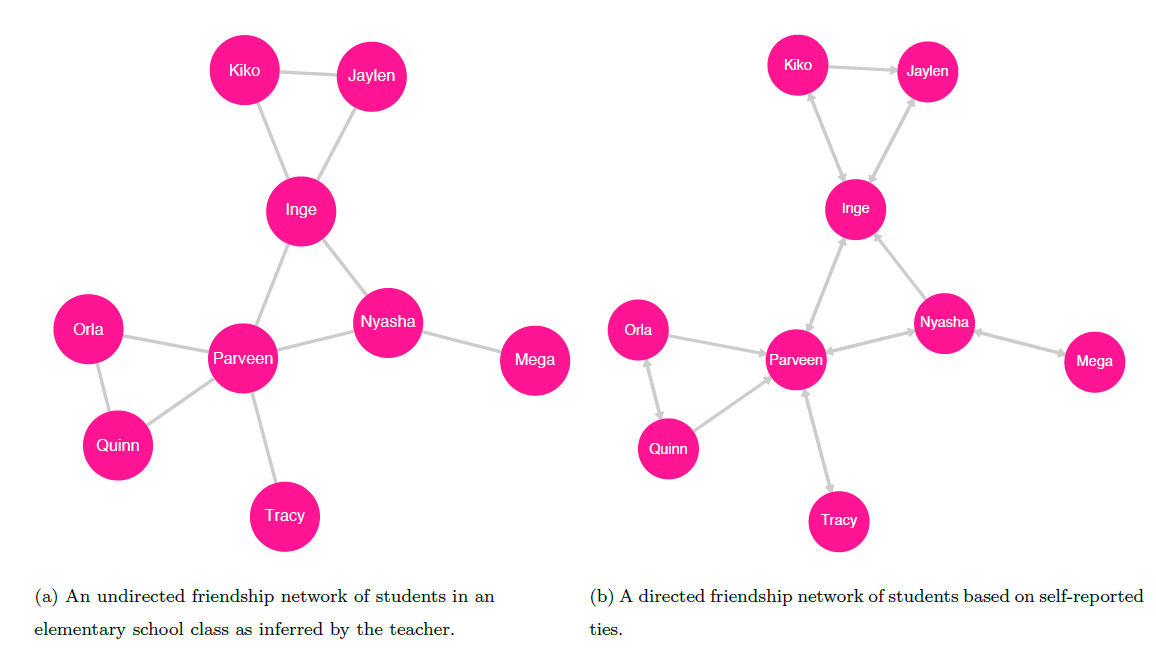 Kiko
Jaylen
Inge
Orla
Parveen
Nyasha
Mega
Quinn
Tracy
(a) An undirected friendship network of students in an
elementary school class as inferred by the teacher.
Kiko
Jaylen
Inge
Orla
Parveen
Nyasha
Mega
Quinn
Tracy
(b) A directed friendship network of students based on self-reported
ties.